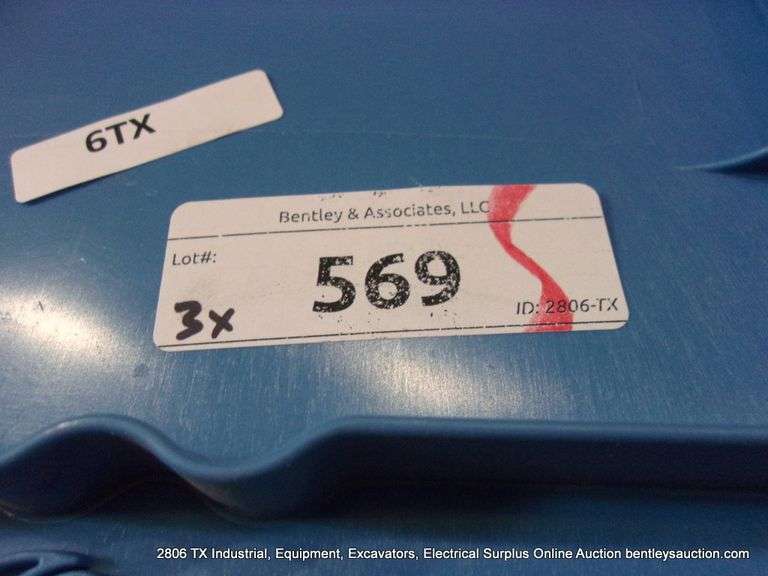 6TX
Bentley & Associates, LLC
Lot#:
569
3x
ID: 2806-TX
2806 TX Industrial, Equipment, Excavators, Electrical Surplus Online Auction bentleysauction.com